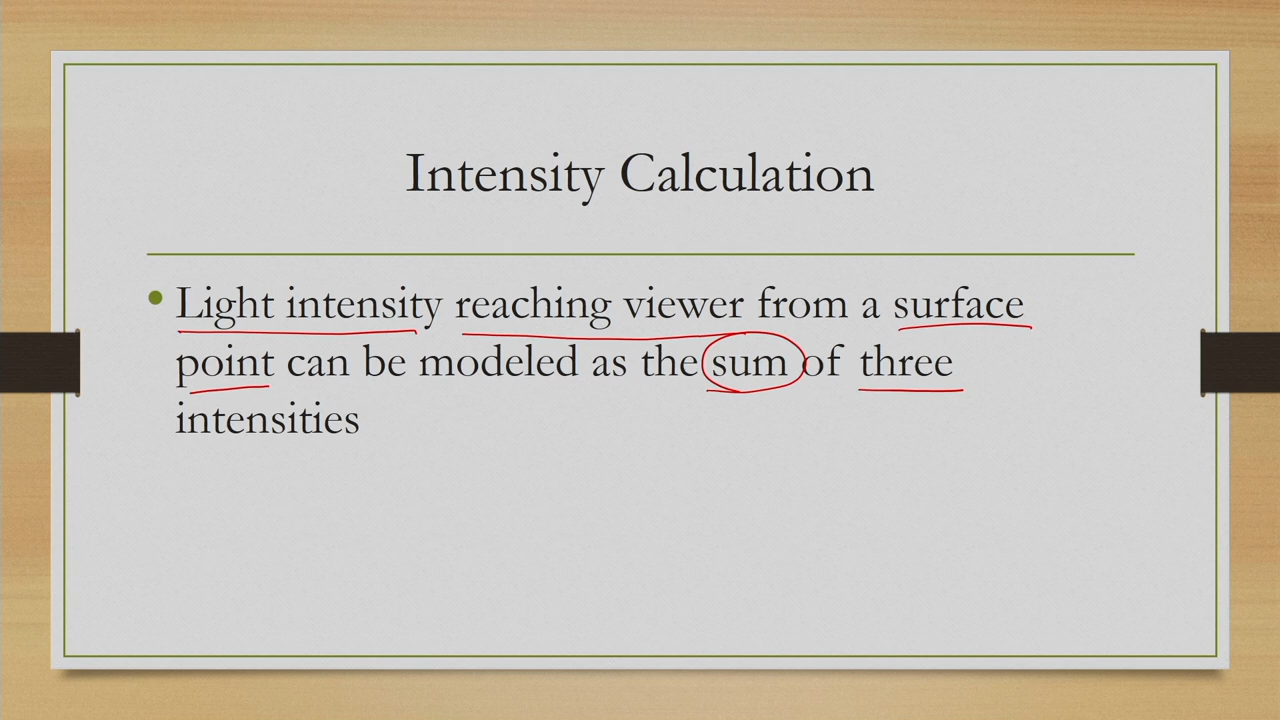 Intensity Calculation
• Light intensity reaching viewer from a surface
point can be modeled as the sum of three
intensities